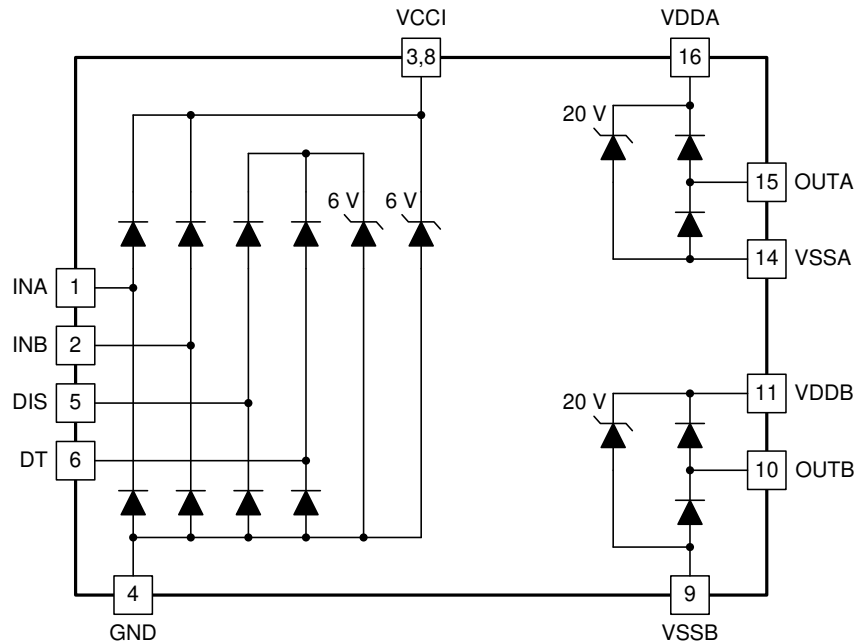 VCCI
VDDA
3,8
16
20 V
15 OUTA
6 V 6 V
14 VSSA
INA 1
INB 2
DIS 5
11 VDDB
20 V
DT 6
10 OUTB
4
9
GND
VSSB